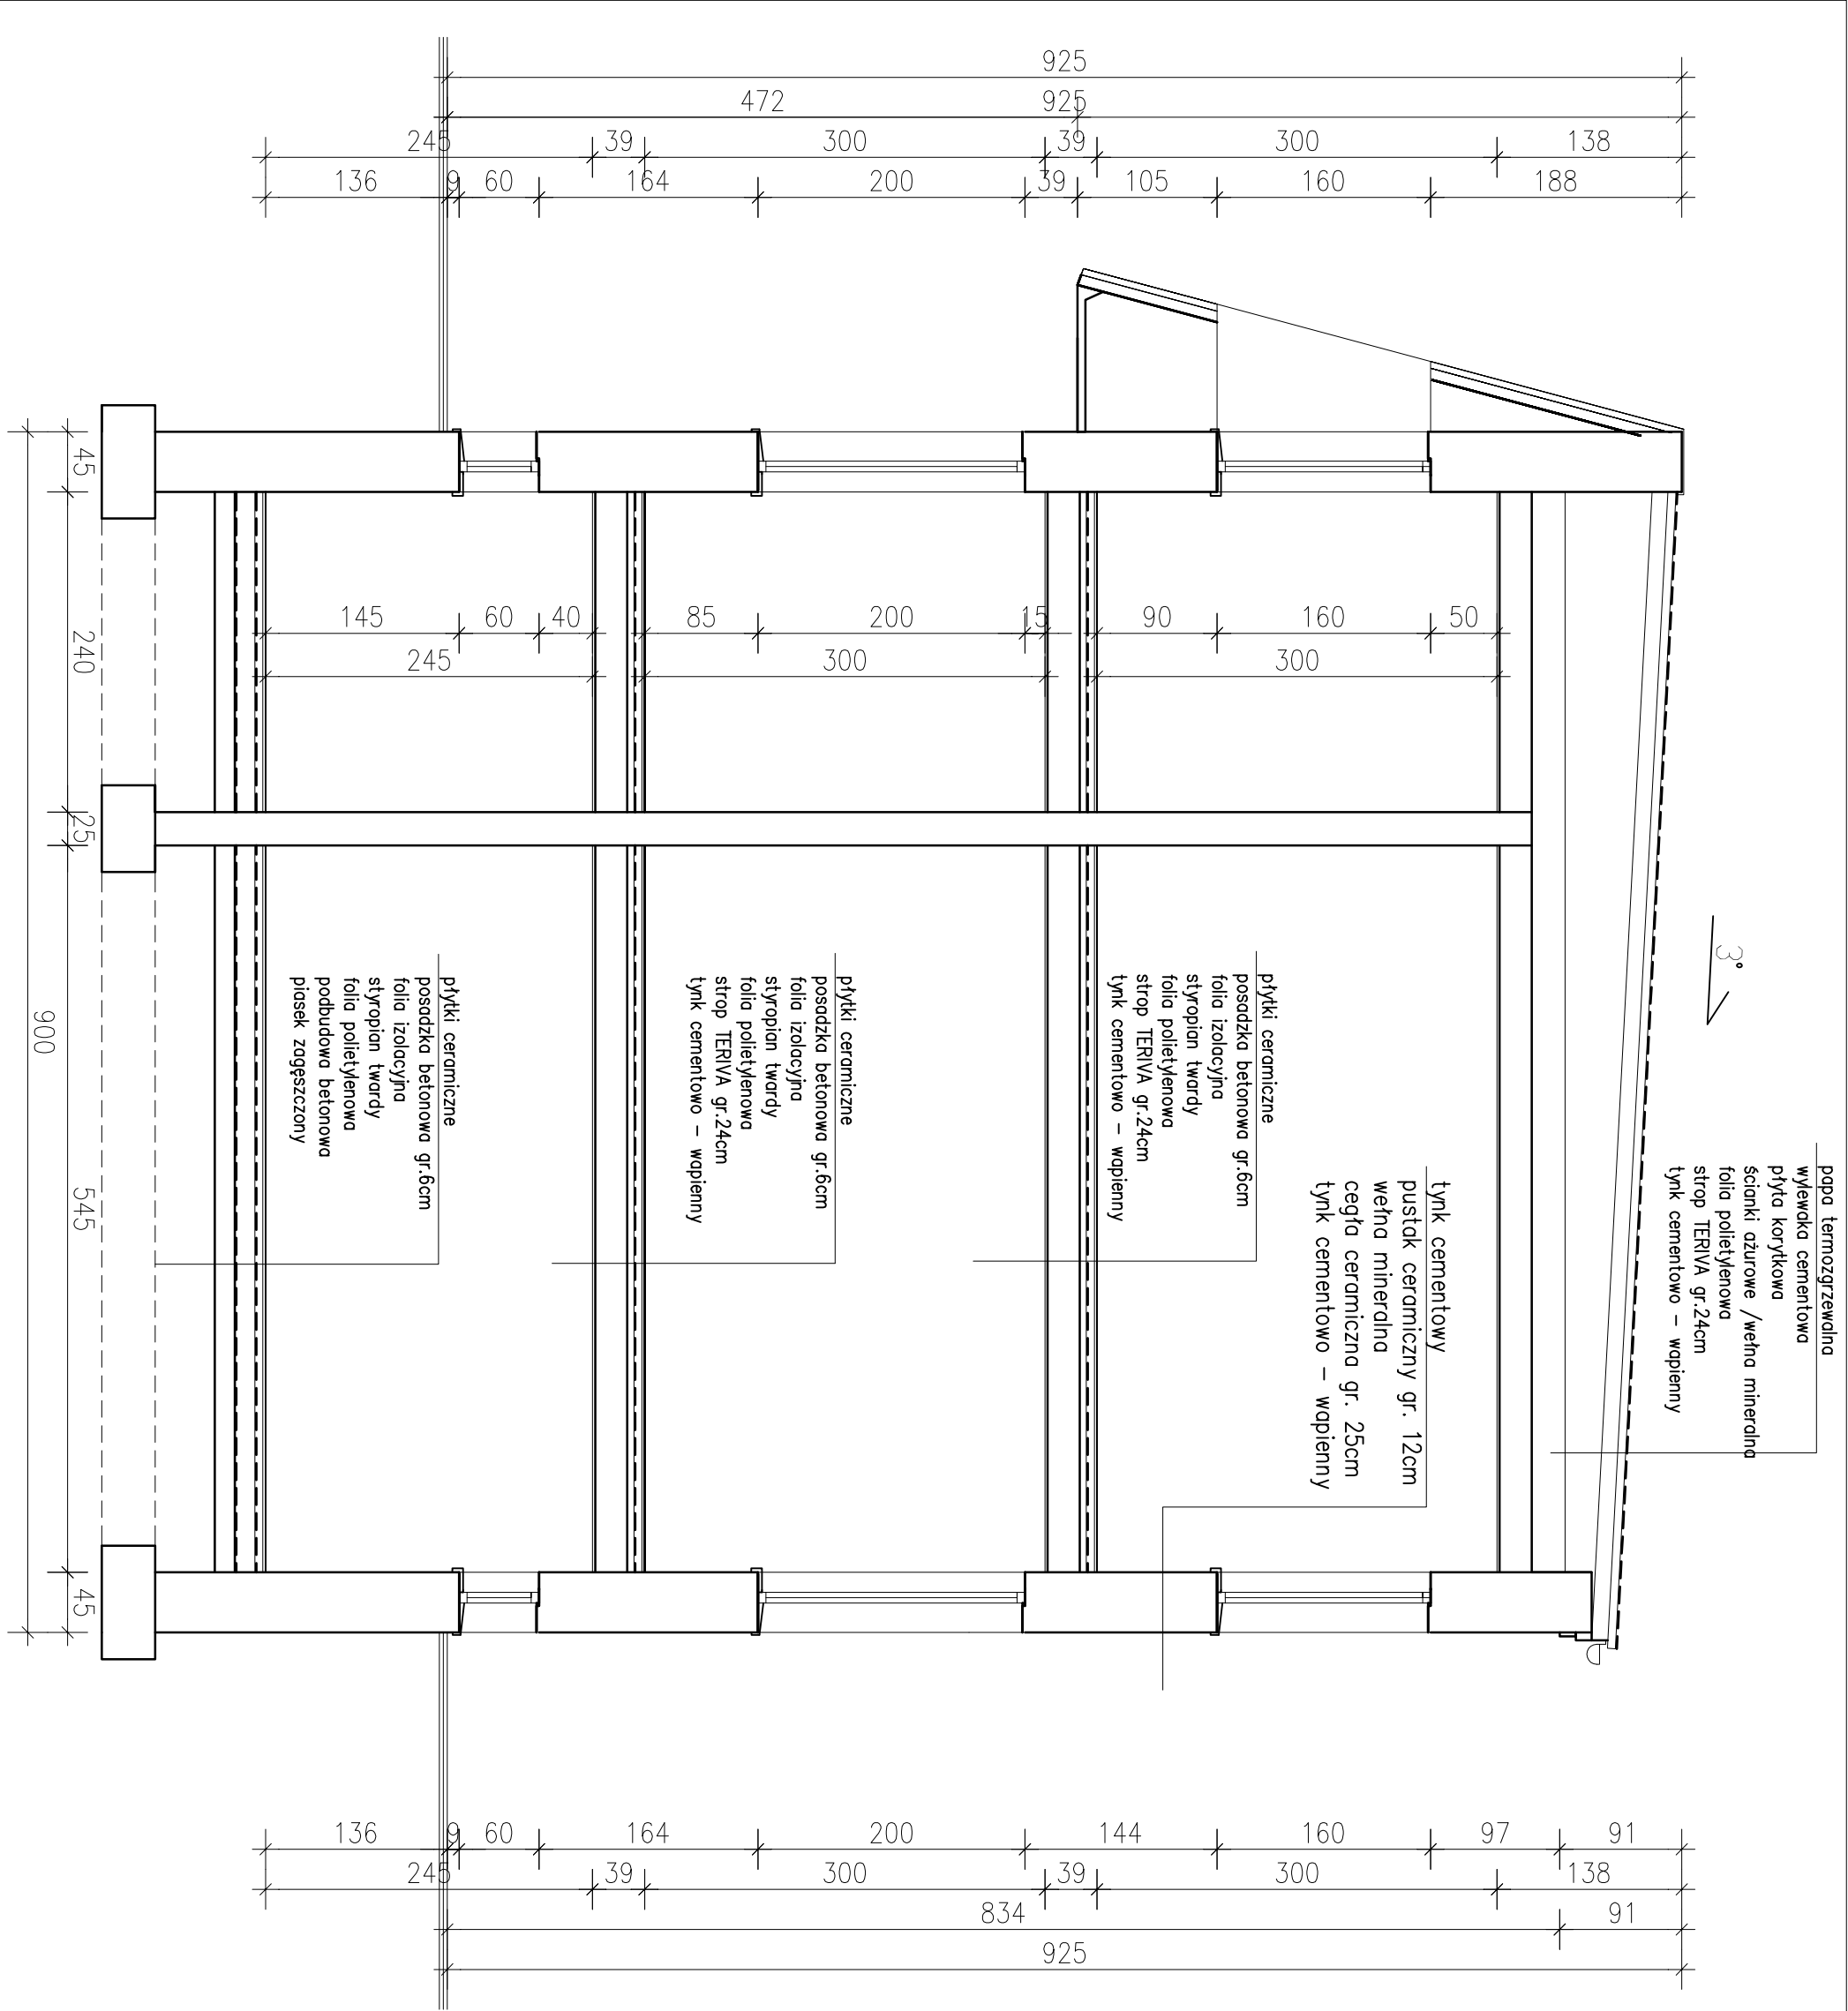 925
472
925
245
39
300
39
300
138
136
9
60
164
200
39
105
160
188
145
60
40
85
200
15
90
160
50
245
300
300
3°
papa termozgrzewalna
wylewaka cementowa
płyta korytkowa
ścianki ażurowe /wełna mineralna
folia polietylenowa
strop TERIVA gr.24cm
tynk cementowo – wapienny
tynk cementowy
pustak ceramiczny gr. 12cm
wełna mineralna
cegła ceramiczna gr. 25cm
tynk cementowo – wapienny
płytki ceramiczne
posadzka betonowa gr.6cm
folia izolacyjna
styropian twardy
folia polietylenowa
strop TERIVA gr.24cm
tynk cementowo – wapienny
płytki ceramiczne
posadzka betonowa gr.6cm
folia izolacyjna
styropian twardy
folia polietylenowa
strop TERIVA gr.24cm
tynk cementowo – wapienny
płytki ceramiczne
posadzka betonowa gr.6cm
folia izolacyjna
styropian twardy
folia polietylenowa
podbudowa betonowa
piasek zagęszczony
45
240
25
545
45
900
136
9
60
164
200
144
160
97
91
245
39
300
39
300
138
834
91
925